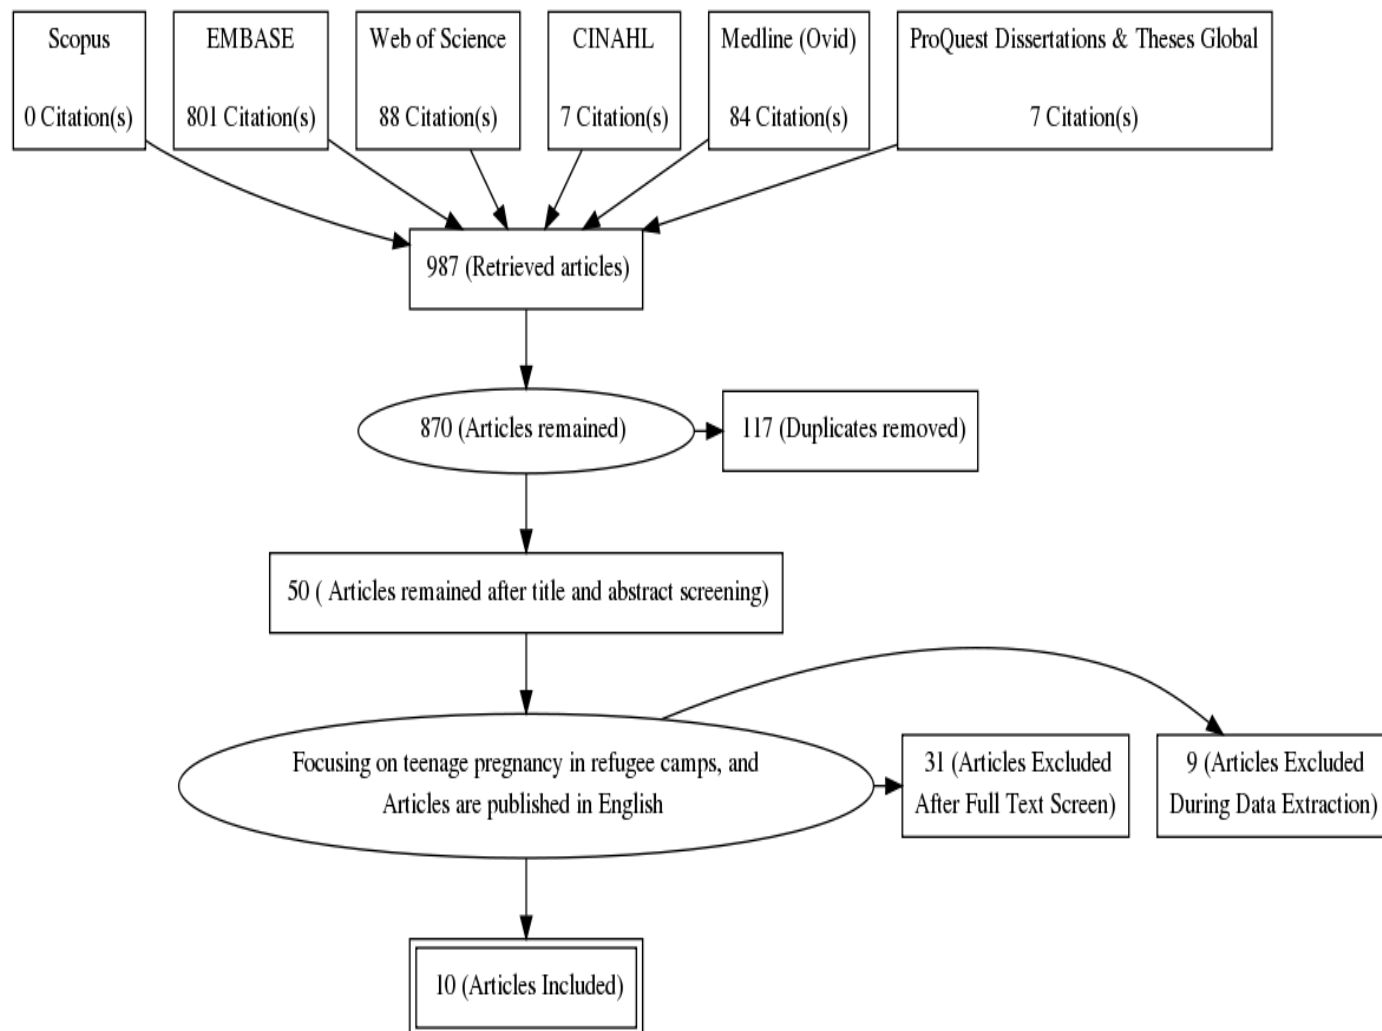 Scopus
0 Citation(s)
EMBASE
801 Citation(s)
Web of Science
88 Citation(s)
CINAHL
7 Citation(s)
Medline (Ovid)
84 Citation(s)
ProQuest Dissertations & Theses Global
7 Citation(s)
987 (Retrieved articles)
870 (Articles remained)
117 (Duplicates removed)
50 ( Articles remained after title and abstract screening)
Focusing on teenage pregnancy in refugee camps, and
Articles are published in English
31 (Articles Excluded
After Full Text Screen)
9 (Articles Excluded
During Data Extraction)
10 (Articles Included)